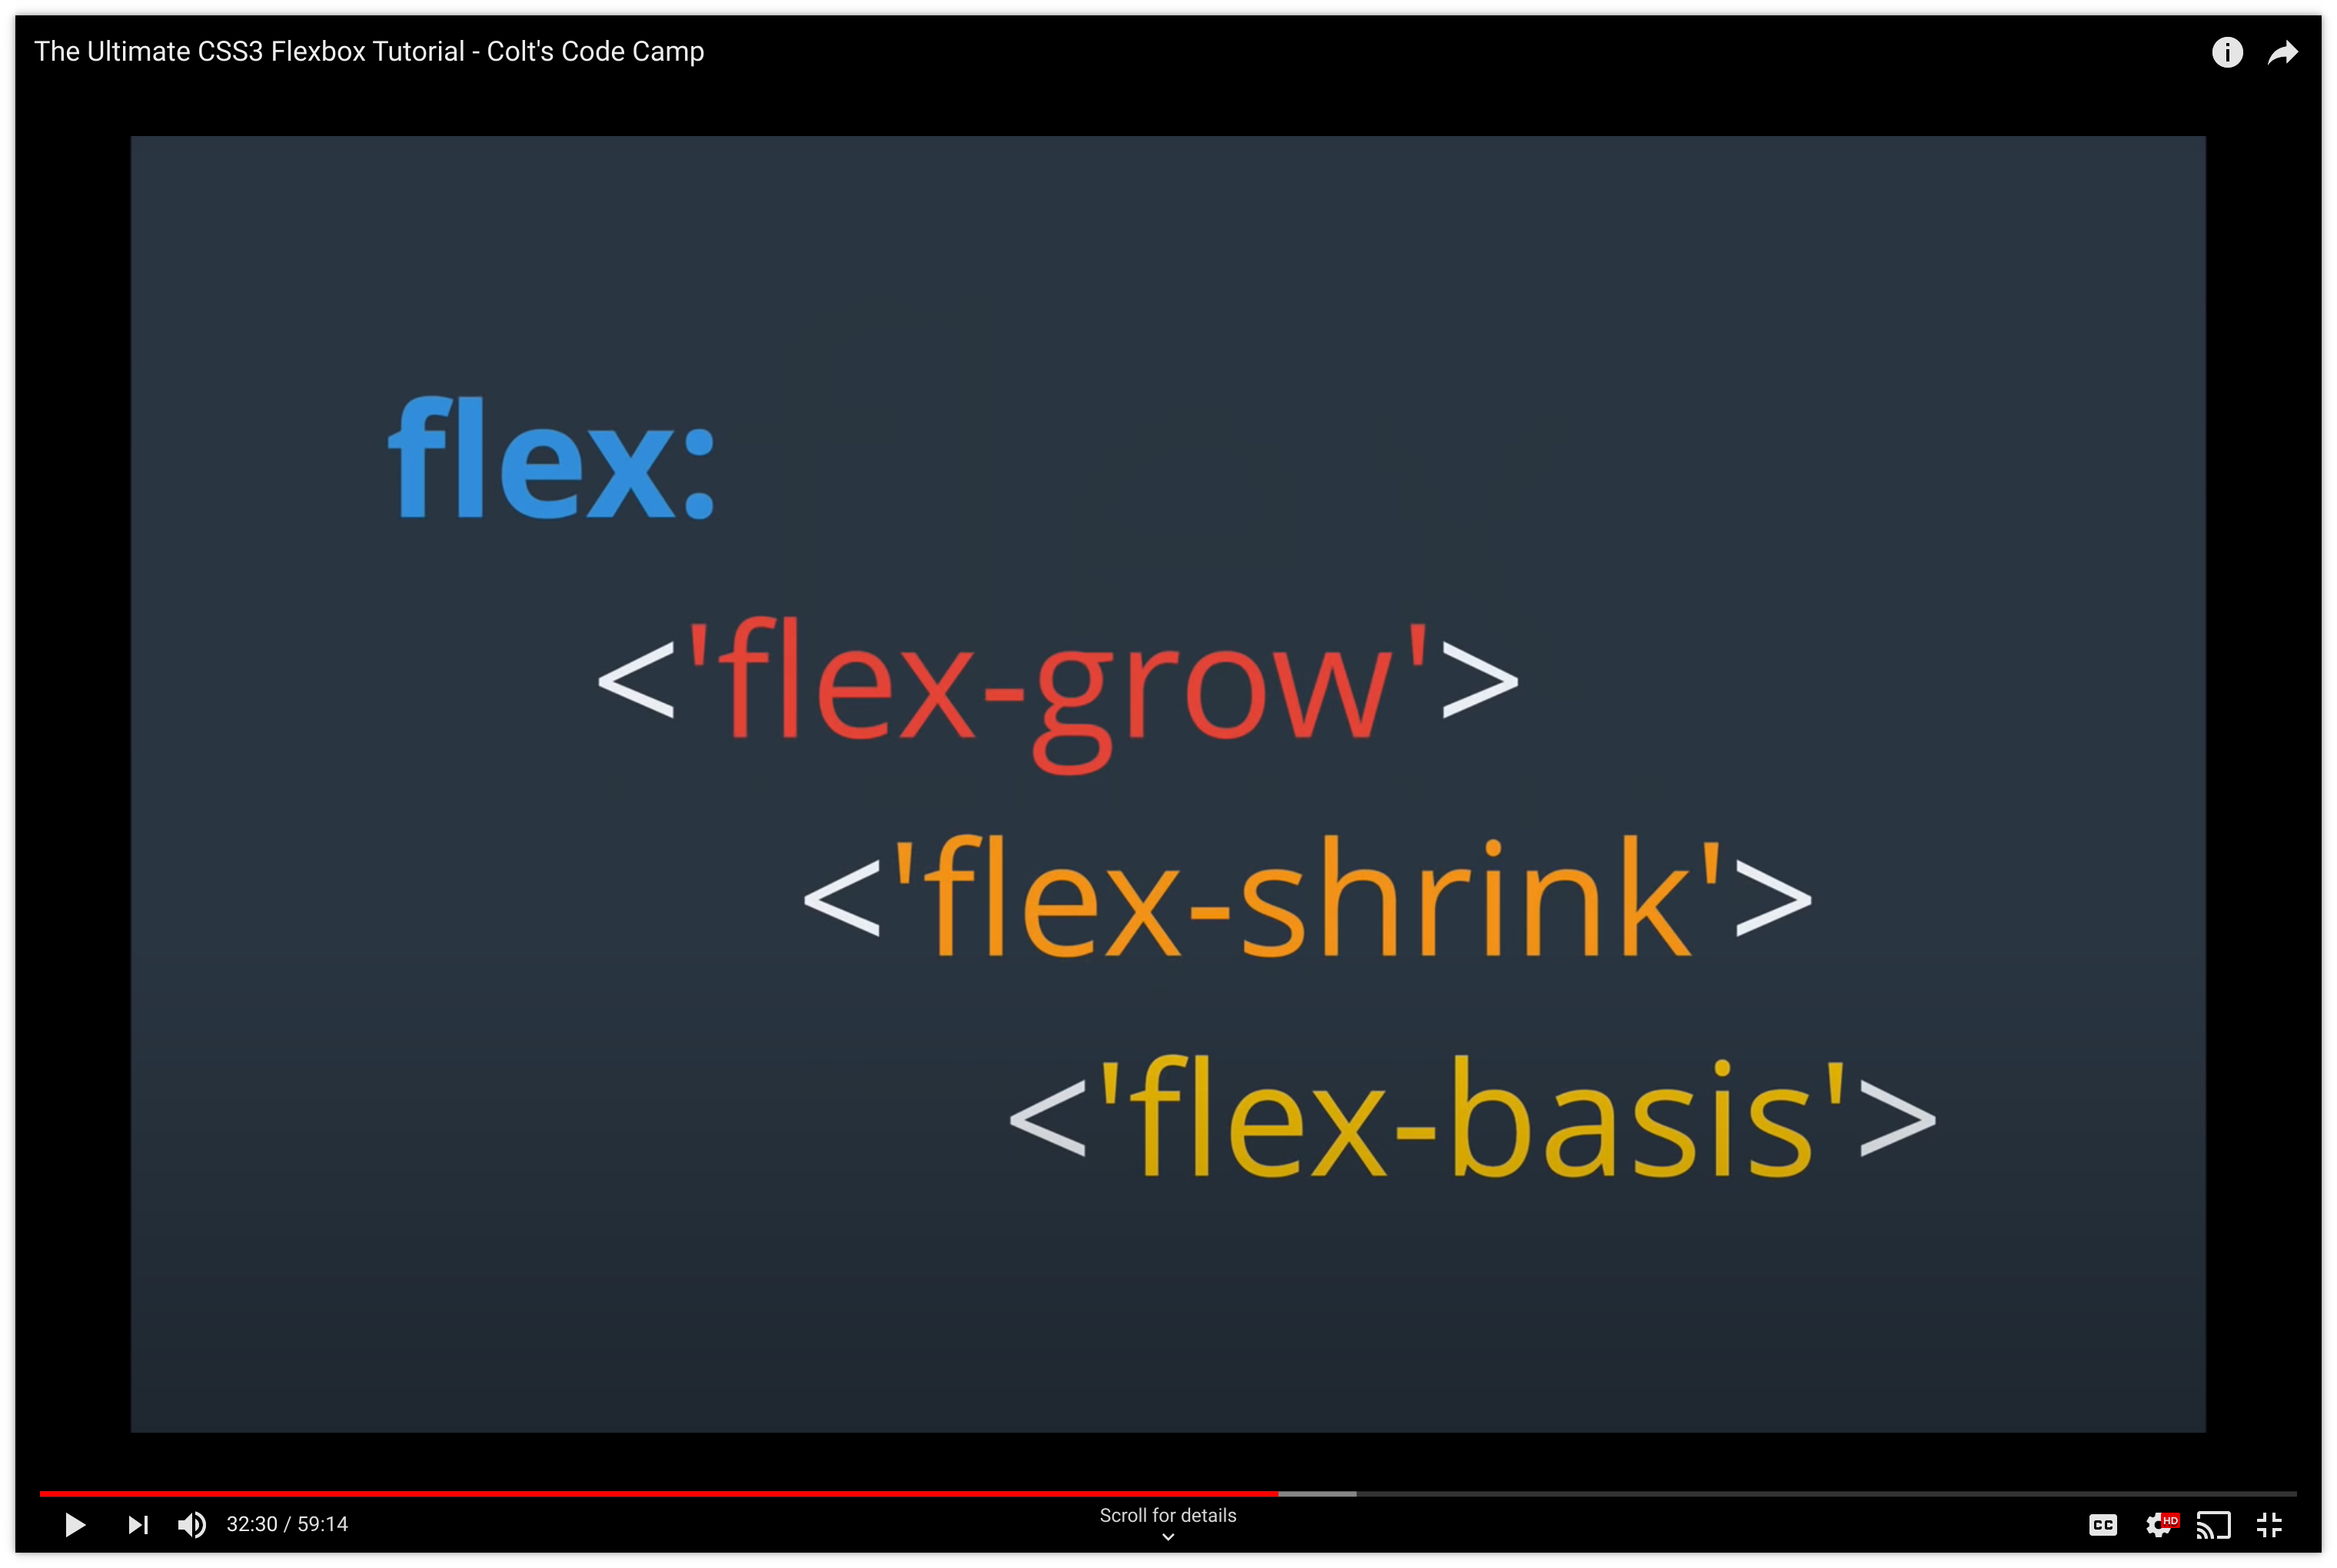 The Ultimate CSS3 Flexbox Tutorial - Colt's Code Camp
flex:
<'flex-grow'>
<'flex-shrink'>
<'flex-basis'>
32:30 / 59:14
Scroll for details
CC
HD